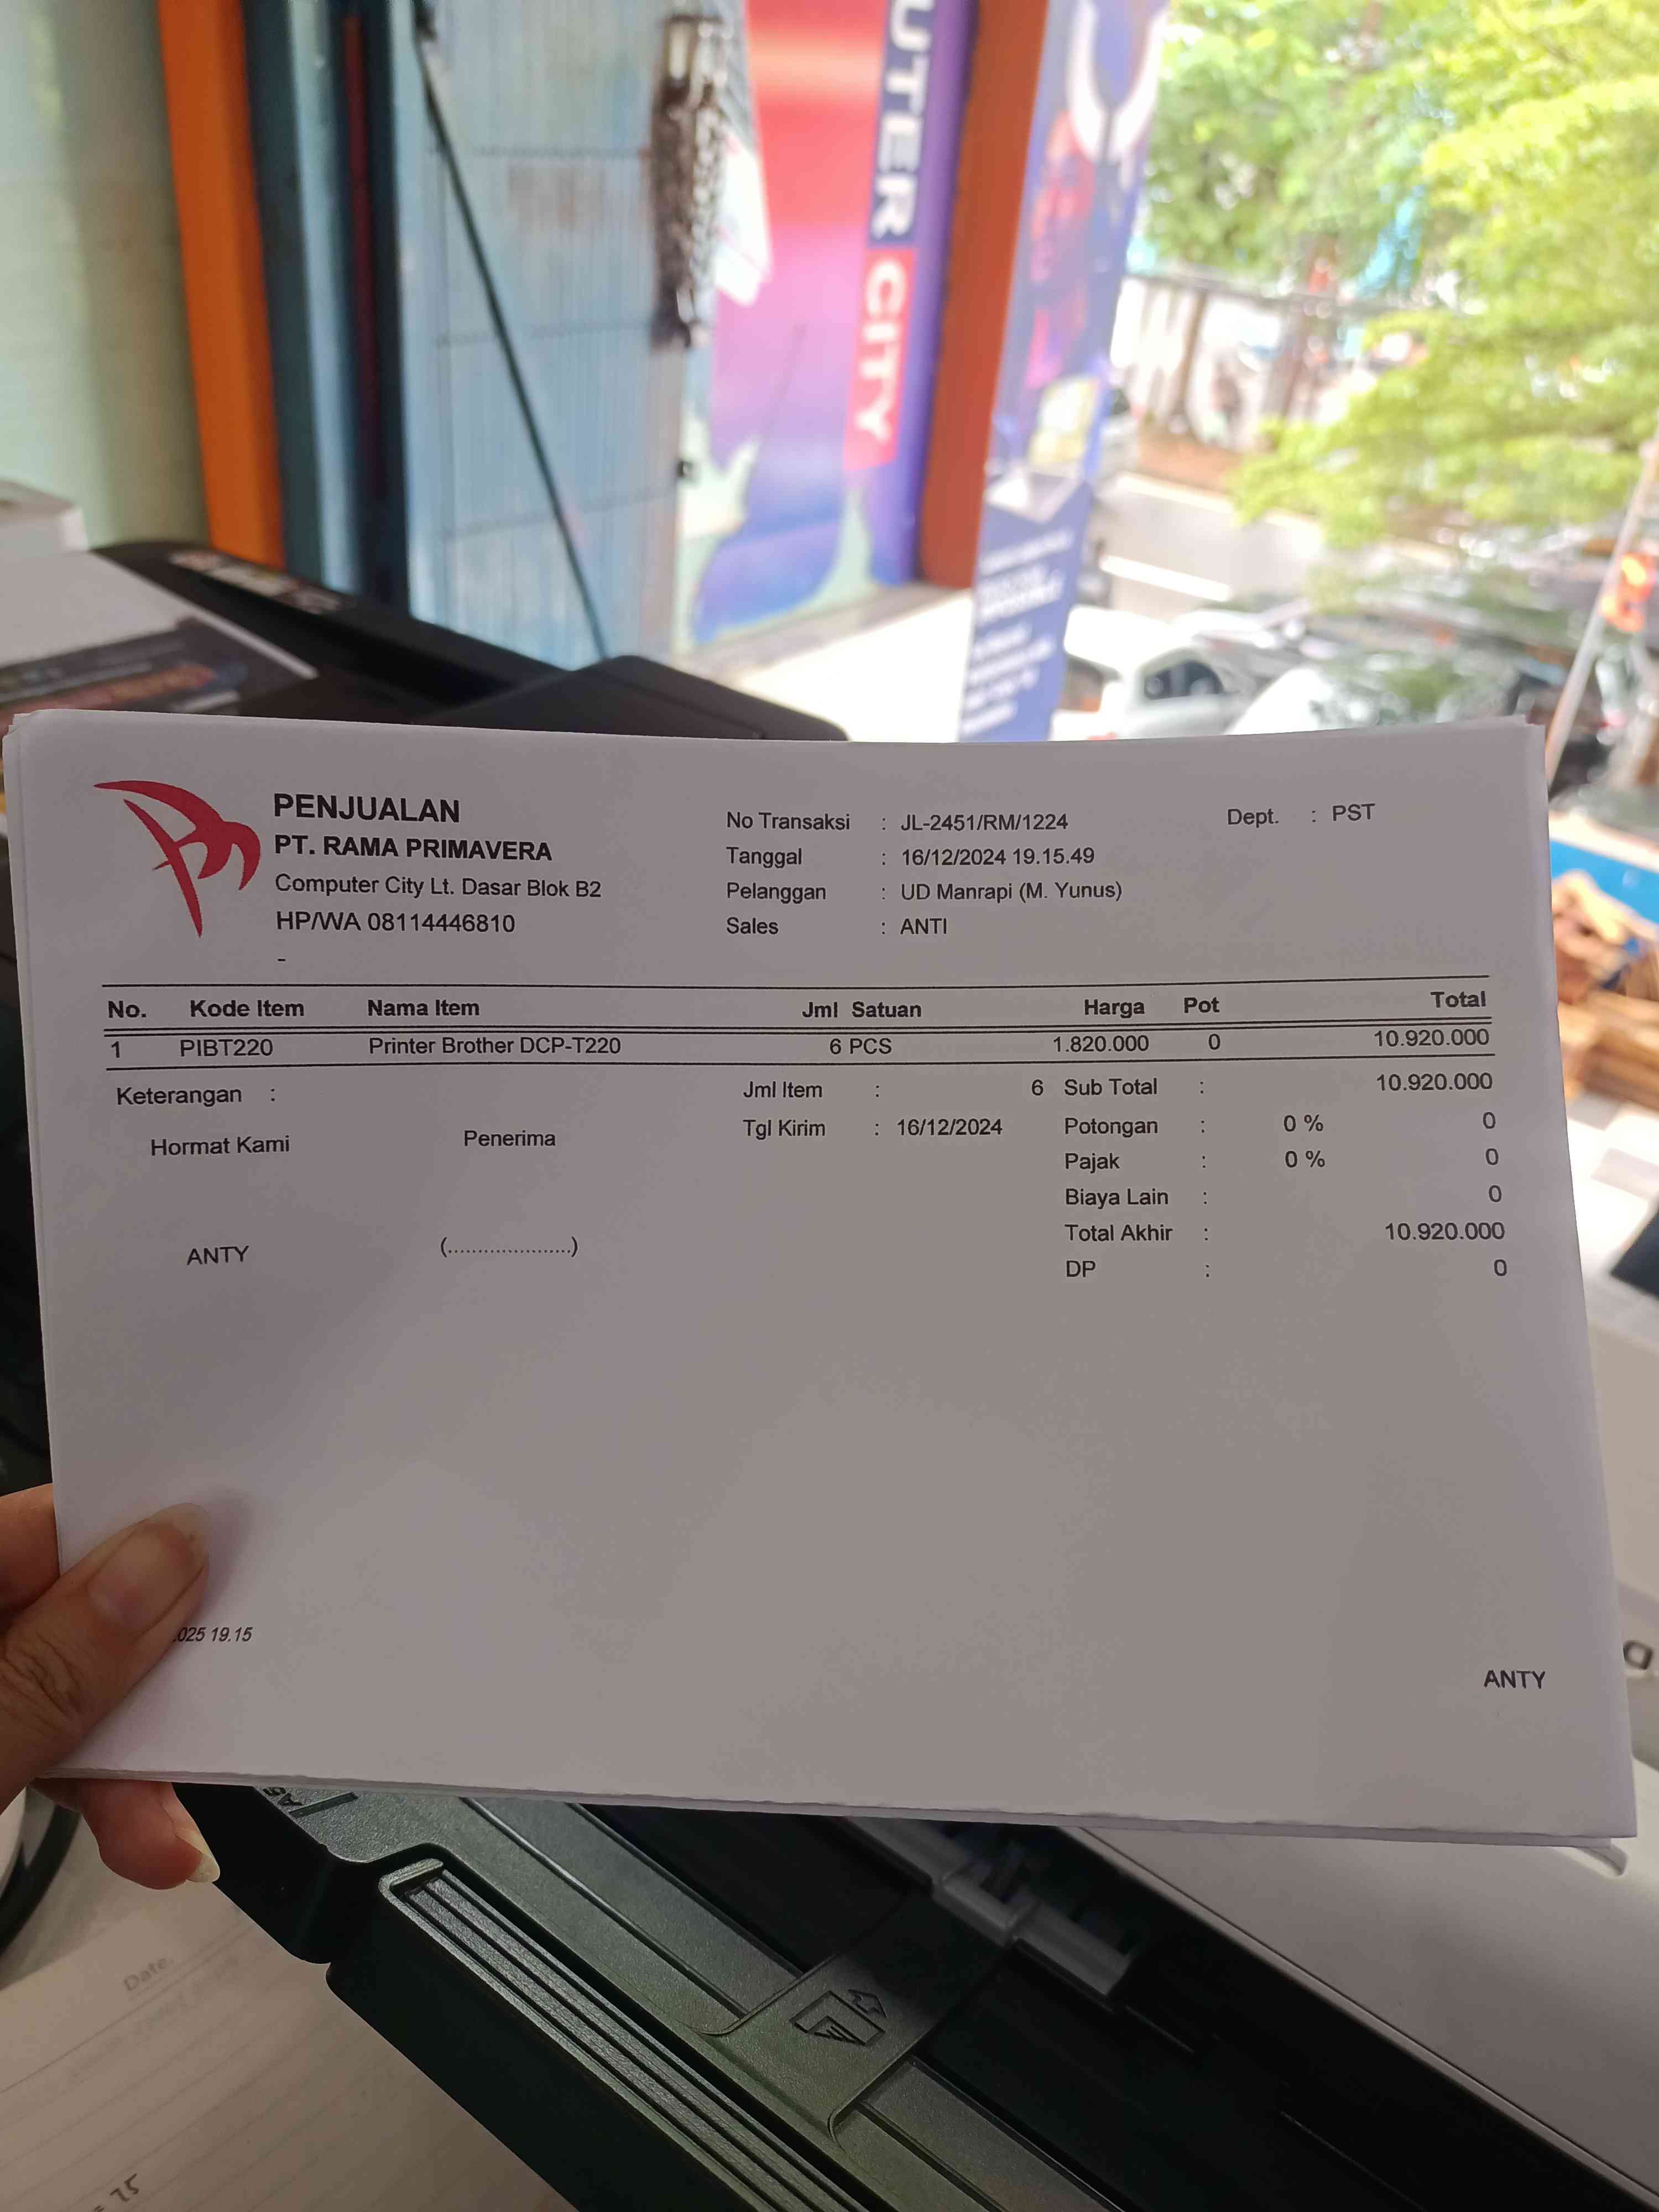 UTER CITY
PENJUALAN
PT. RAMA PRIMAVERA
Computer City Lt. Dasar Blok B2
HP/WA 08114446810
-
No Transaksi : JL-2451/RM/1224
Tanggal : 16/12/2024 19.15.49
Pelanggan : UD Manrapi (M. Yunus)
Sales : ANTI
Dept. : PST
No. Kode Item Nama Item Jml Satuan Harga Pot Total
1 PIBT220 Printer Brother DCP-T220 6 PCS 1.820.000 0 10.920.000
Keterangan :
Hormat Kami Penerima
ANTY (.....................)
Jml Item : 6
Tgl Kirim : 16/12/2024
Sub Total : 10.920.000
Potongan : 0 % 0
Pajak : 0 % 0
Biaya Lain : 0
Total Akhir : 10.920.000
DP : 0
025 19.15
ANTY
Date